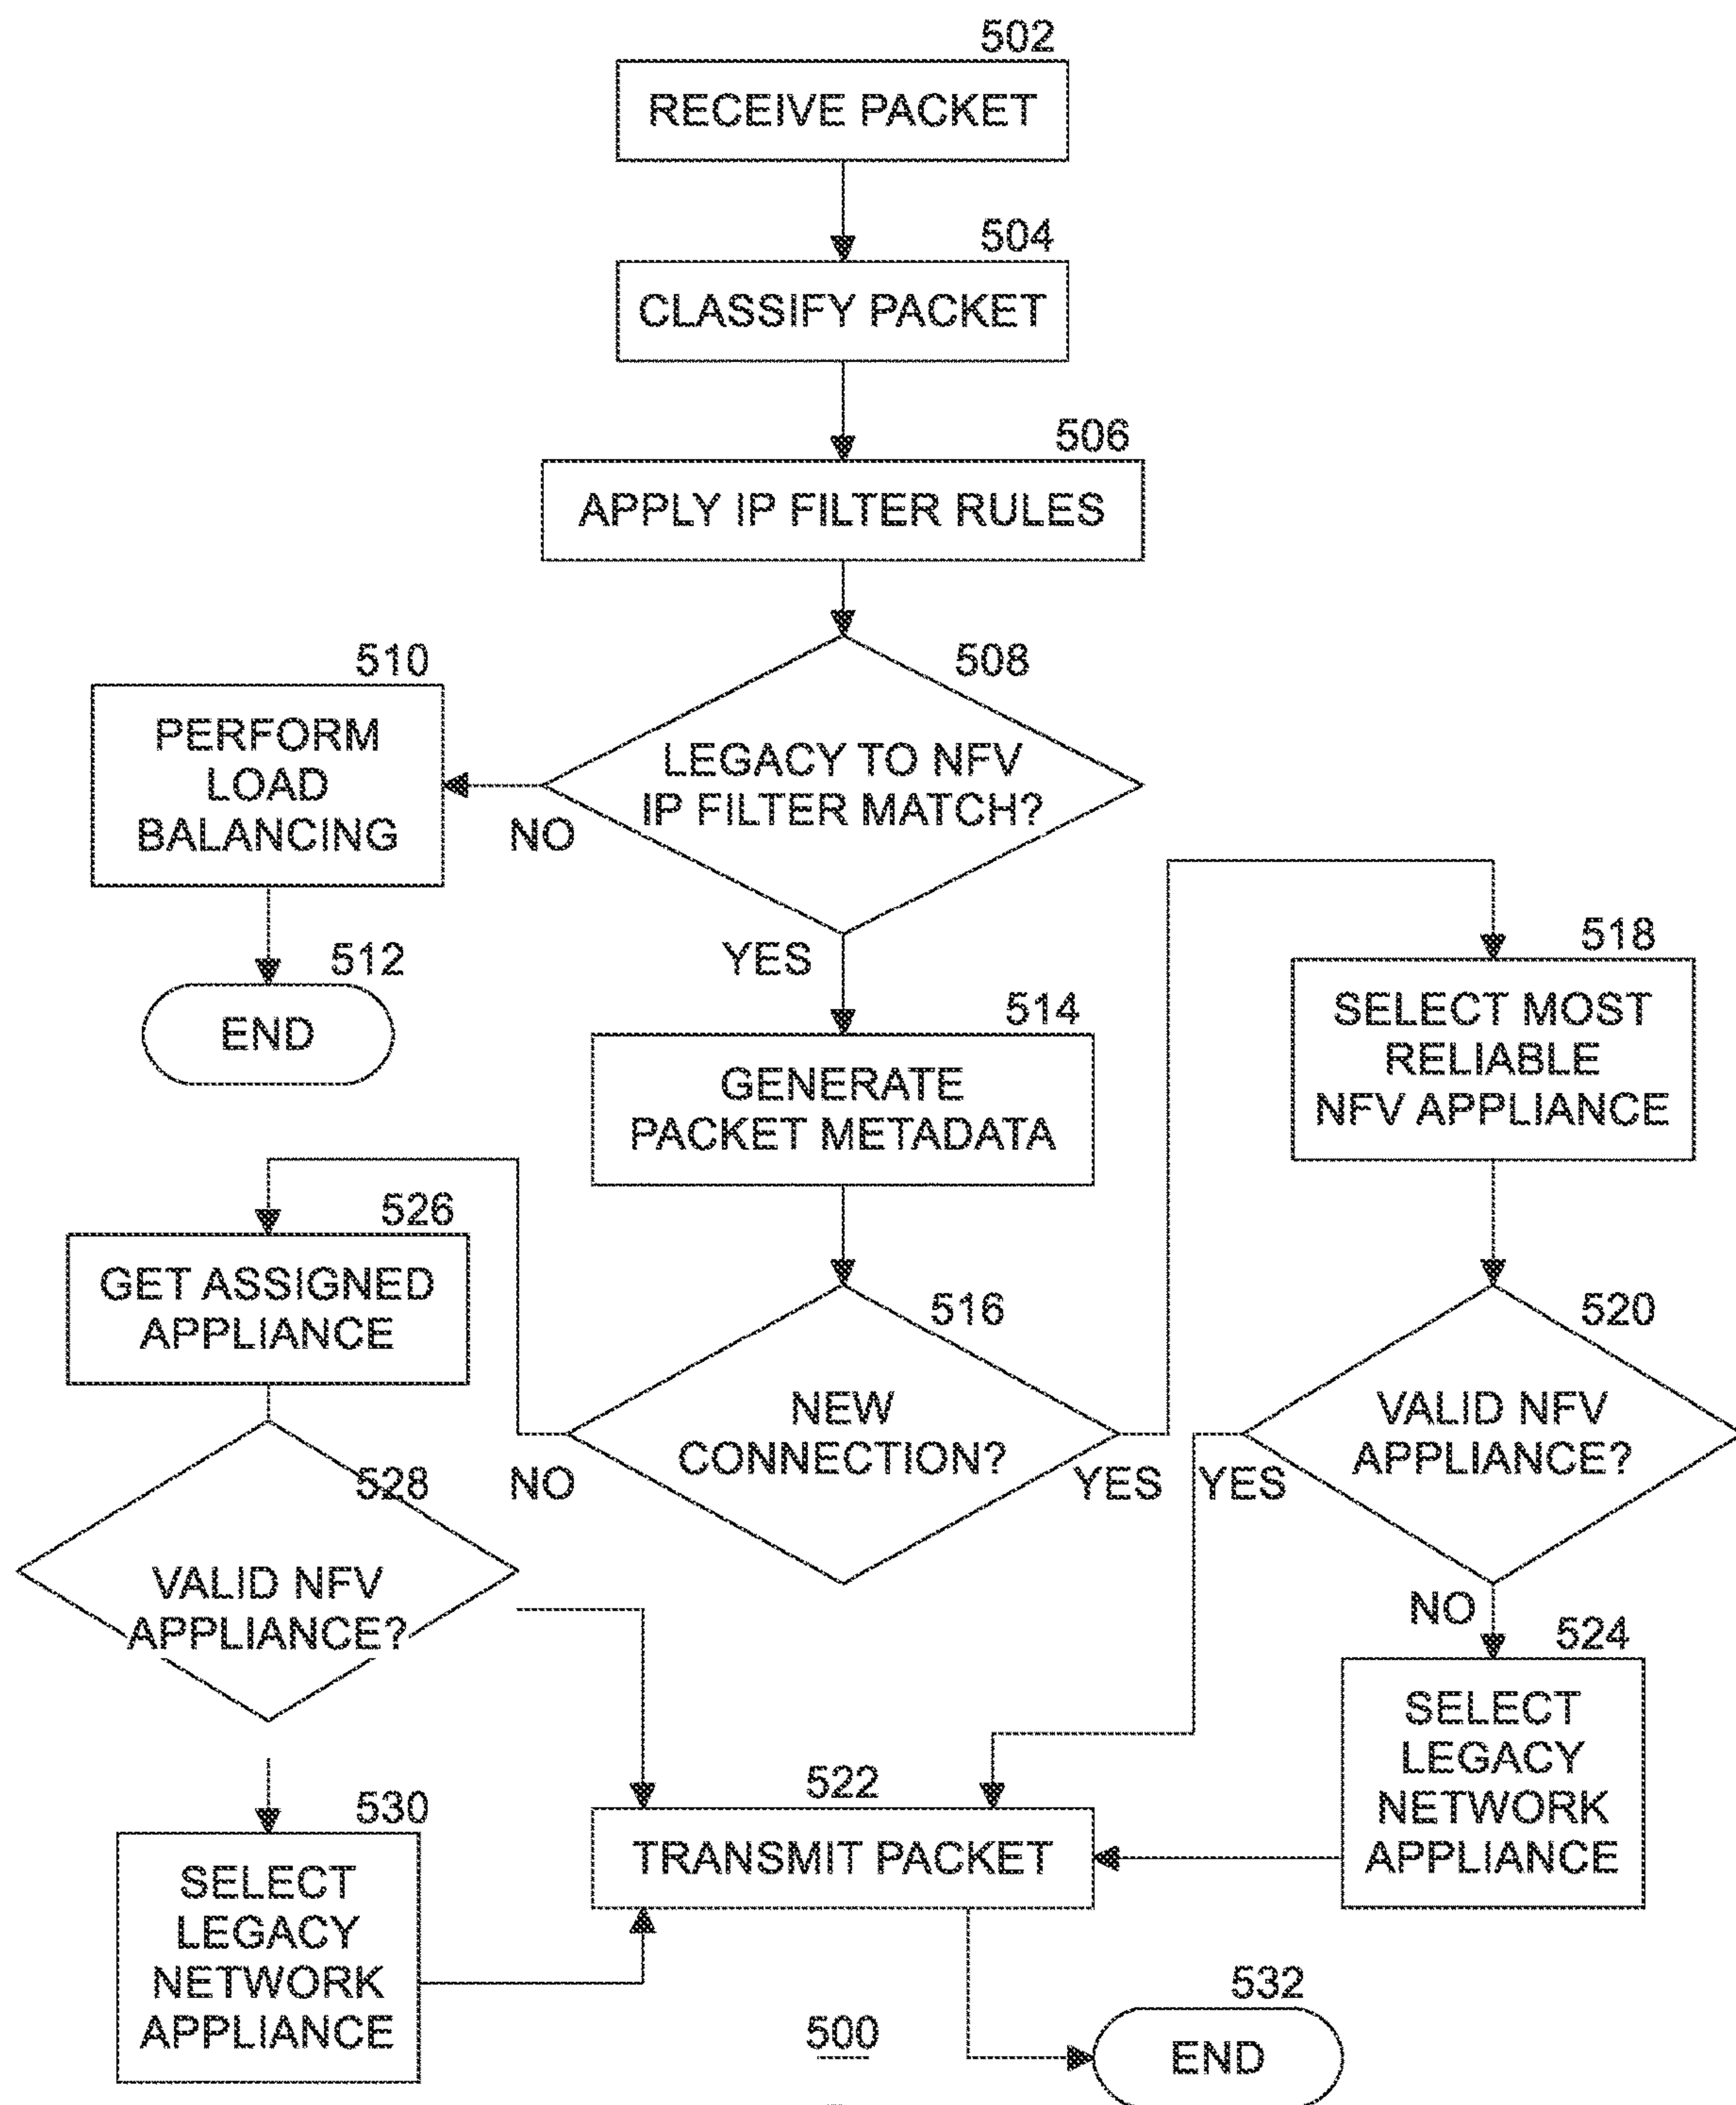 502
RECEIVE PACKET
504
CLASSIFY PACKET
506
APPLY IP FILTER RULES
508
LEGACY TO NFV
IP FILTER MATCH?
NO
YES
510
PERFORM
LOAD
BALANCING
512
END
514
GENERATE
PACKET METADATA
516
NEW
CONNECTION?
NO
YES
518
SELECT MOST
RELIABLE
NFV APPLIANCE
520
VALID NFV
APPLIANCE?
YES
NO
524
SELECT
LEGACY
NETWORK
APPLIANCE
526
GET ASSIGNED
APPLIANCE
528
VALID NFV
APPLIANCE?
530
SELECT
LEGACY
NETWORK
APPLIANCE
522
TRANSMIT PACKET
532
END
500